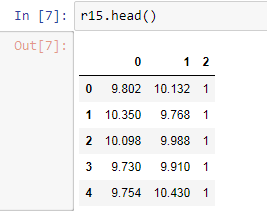 In [7]: r15.head()
Out[7]:
0 1 2
0 9.802 10.132 1
1 10.350 9.768 1
2 10.098 9.988 1
3 9.730 9.910 1
4 9.754 10.430 1